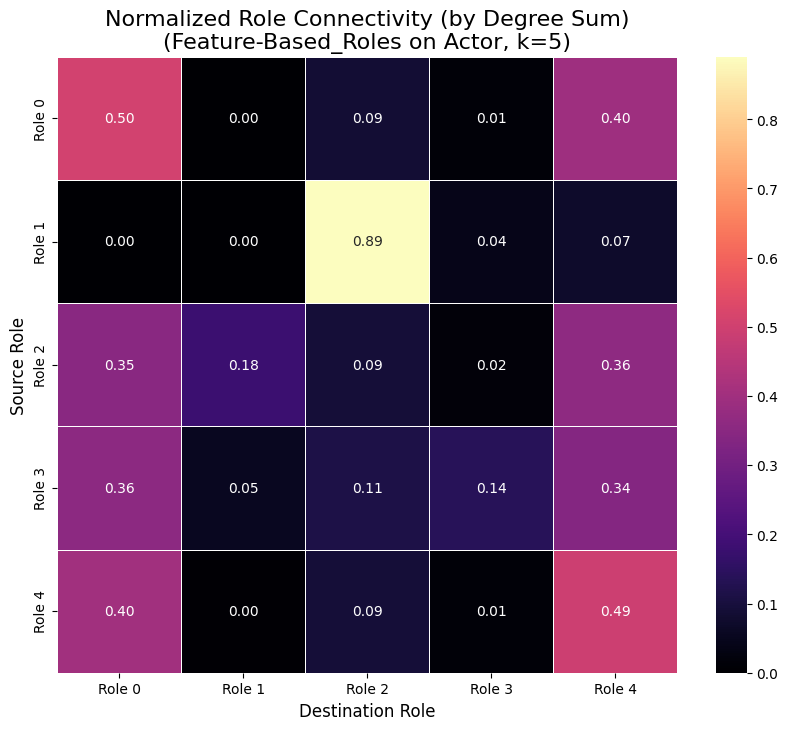 Normalized Role Connectivity (by Degree Sum)
(Feature-Based_Roles on Actor, k=5)
Source Role
Role 0
0.50 0.00 0.09 0.01 0.40
Role 1
0.00 0.00 0.89 0.04 0.07
Role 2
0.35 0.18 0.09 0.02 0.36
Role 3
0.36 0.05 0.11 0.14 0.34
Role 4
0.40 0.00 0.09 0.01 0.49
Role 0 Role 1 Role 2 Role 3 Role 4
Destination Role
0.8
0.7
0.6
0.5
0.4
0.3
0.2
0.1
0.0